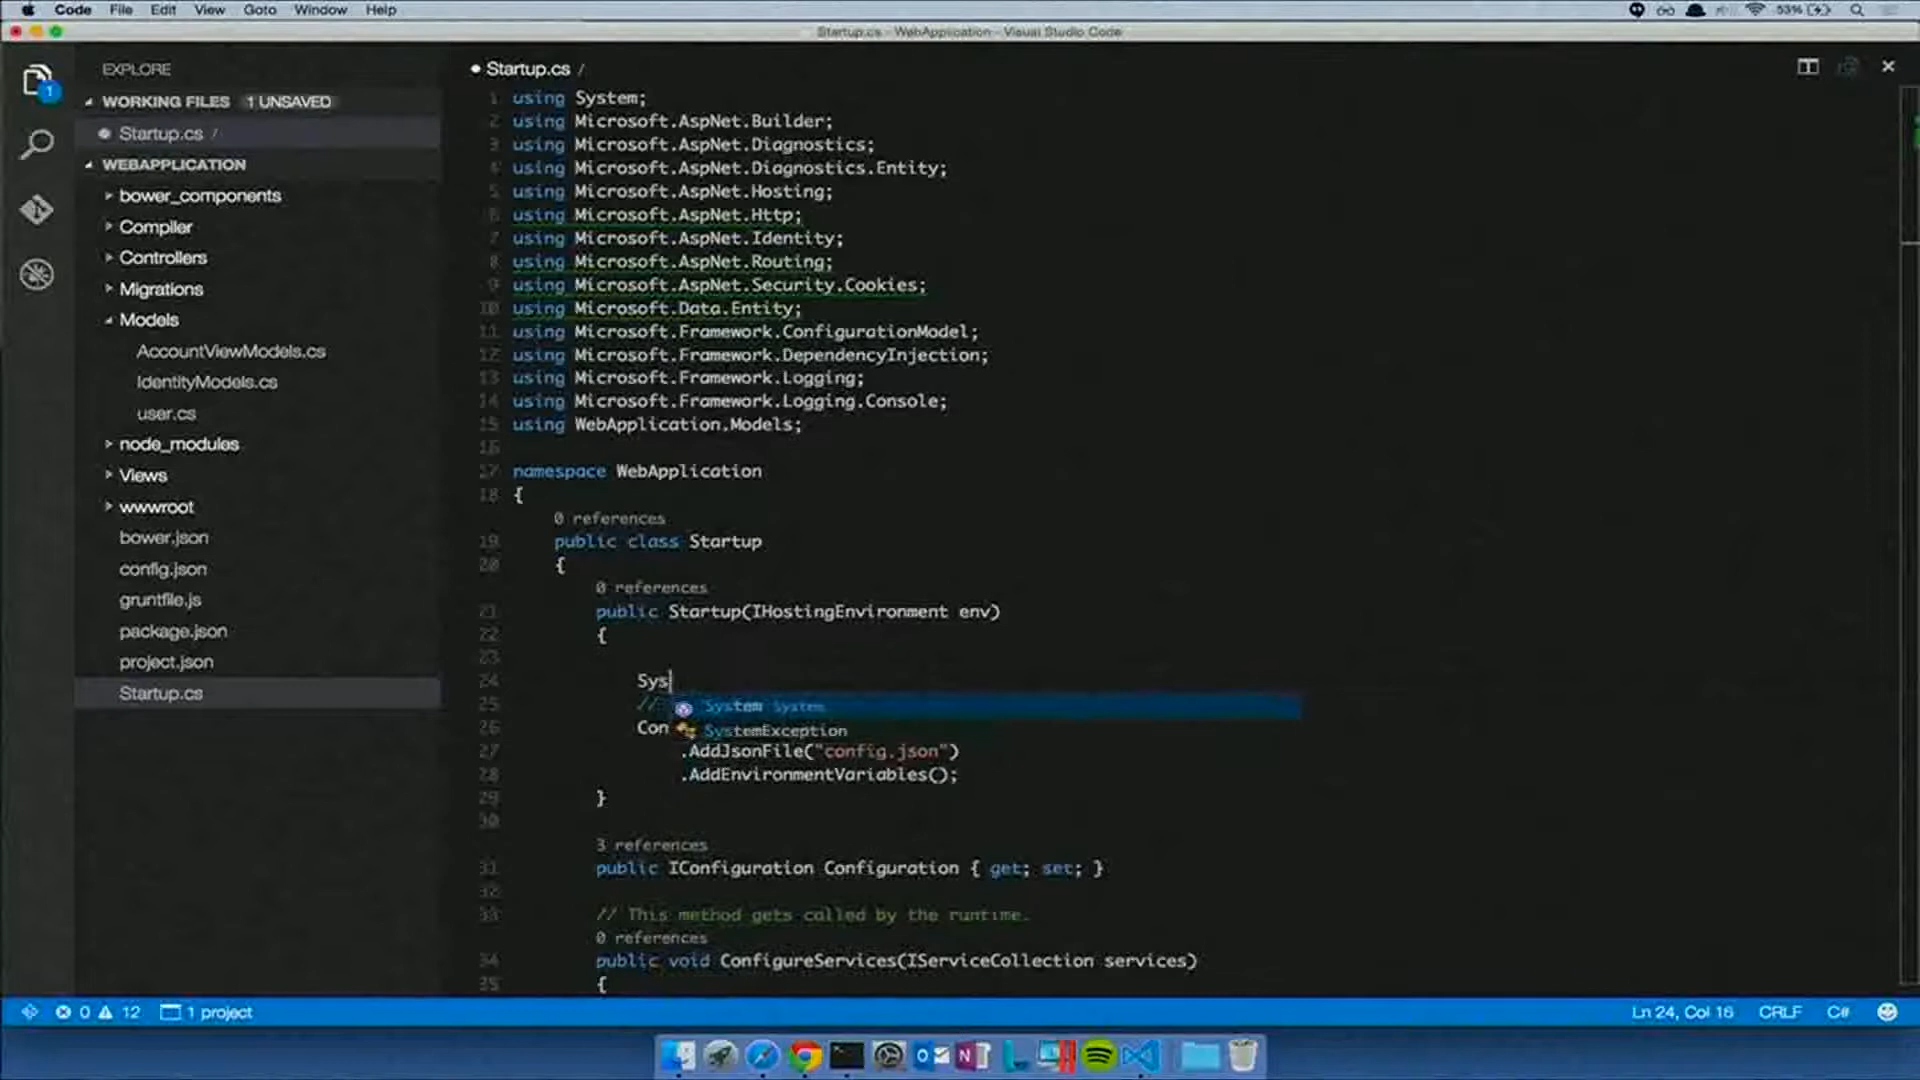 Code File Edit View Goto Window Help
53%
Startup.cs - WebApplication - Visual Studio Code
EXPLORE
WORKING FILES 1 UNSAVED
Startup.cs /
WEBAPPLICATION
bower_components
Compiler
Controllers
Migrations
Models
AccountViewModels.cs
IdentityModels.cs
user.cs
node_modules
Views
wwwroot
bower.json
config.json
gruntfile.js
package.json
project.json
Startup.cs
1
Startup.cs /
1 using System;
2 using Microsoft.AspNet.Builder;
3 using Microsoft.AspNet.Diagnostics;
4 using Microsoft.AspNet.Diagnostics.Entity;
5 using Microsoft.AspNet.Hosting;
6 using Microsoft.AspNet.Http;
7 using Microsoft.AspNet.Identity;
8 using Microsoft.AspNet.Routing;
9 using Microsoft.AspNet.Security.Cookies;
10 using Microsoft.Data.Entity;
11 using Microsoft.Framework.ConfigurationModel;
12 using Microsoft.Framework.DependencyInjection;
13 using Microsoft.Framework.Logging;
14 using Microsoft.Framework.Logging.Console;
15 using WebApplication.Models;
16
17 namespace WebApplication
18 {
0 references
19 public class Startup
20 {
0 references
21 public Startup(IHostingEnvironment env)
22 {
23
24 Sys
25 // System System
26 Con SystemException
27 .AddJsonFile("config.json")
28 .AddEnvironmentVariables();
29 }
30
3 references
31 public IConfiguration Configuration { get; set; }
32
33 // This method gets called by the runtime.
0 references
34 public void ConfigureServices(IServiceCollection services)
35 {
0 12 1 project
Ln 24, Col 16 CRLF C#